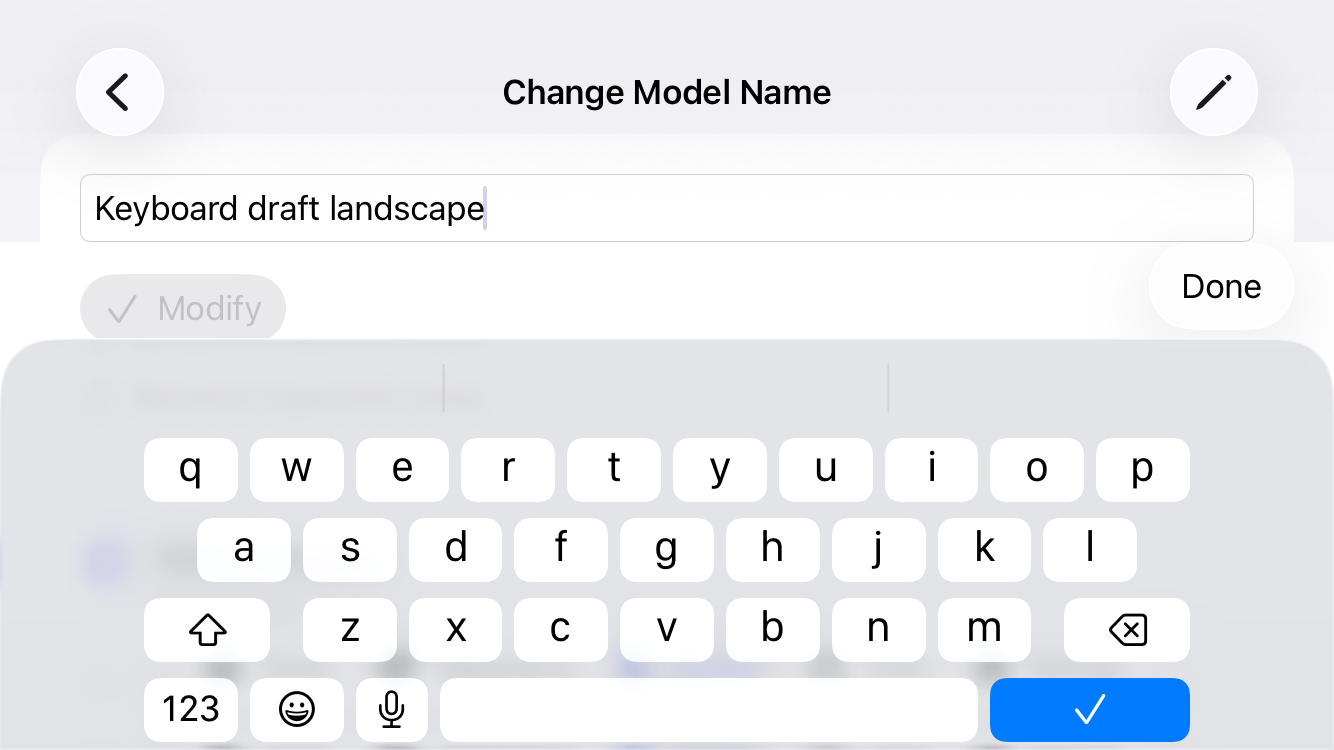 Change Model Name
Keyboard draft landscape
Modify
Done
q w e r t y u i o p
a s d f g h j k l
z x c v b n m
123